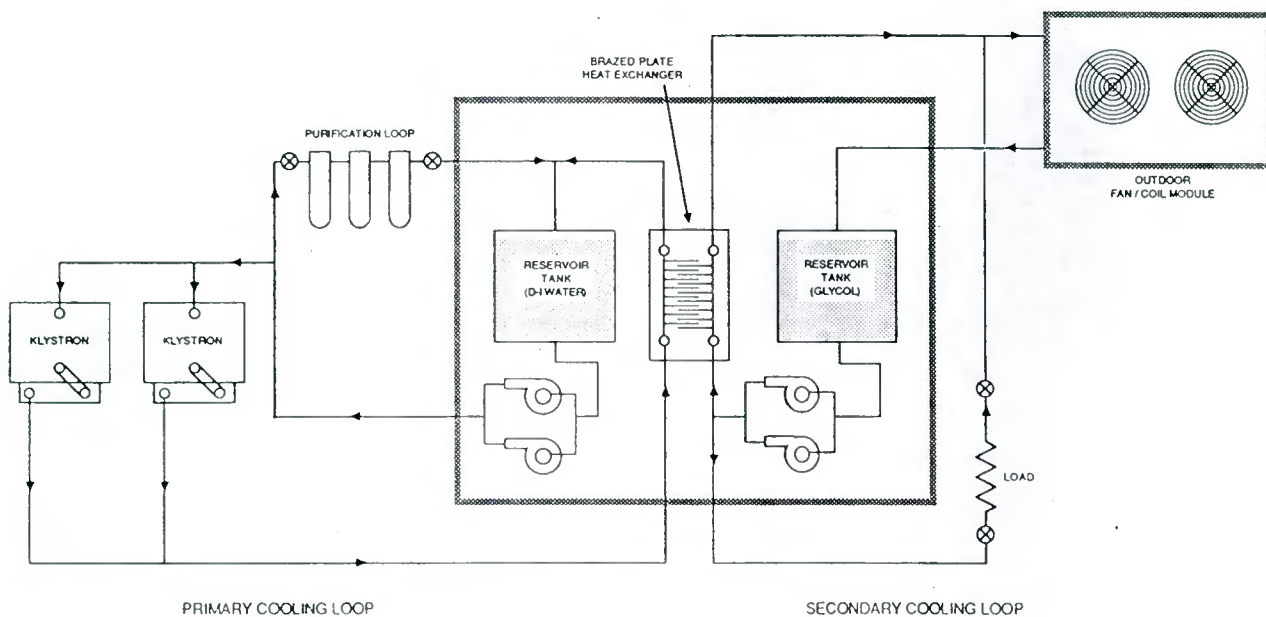 BRAZED PLATE
HEAT EXCHANGER
PURIFICATION LOOP
OUTDOOR
FAN / COIL MODULE
RESERVOIR
TANK
(D-I WATER)
RESERVOIR
TANK
(GLYCOL)
KLYSTRON
KLYSTRON
LOAD
PRIMARY COOLING LOOP
SECONDARY COOLING LOOP